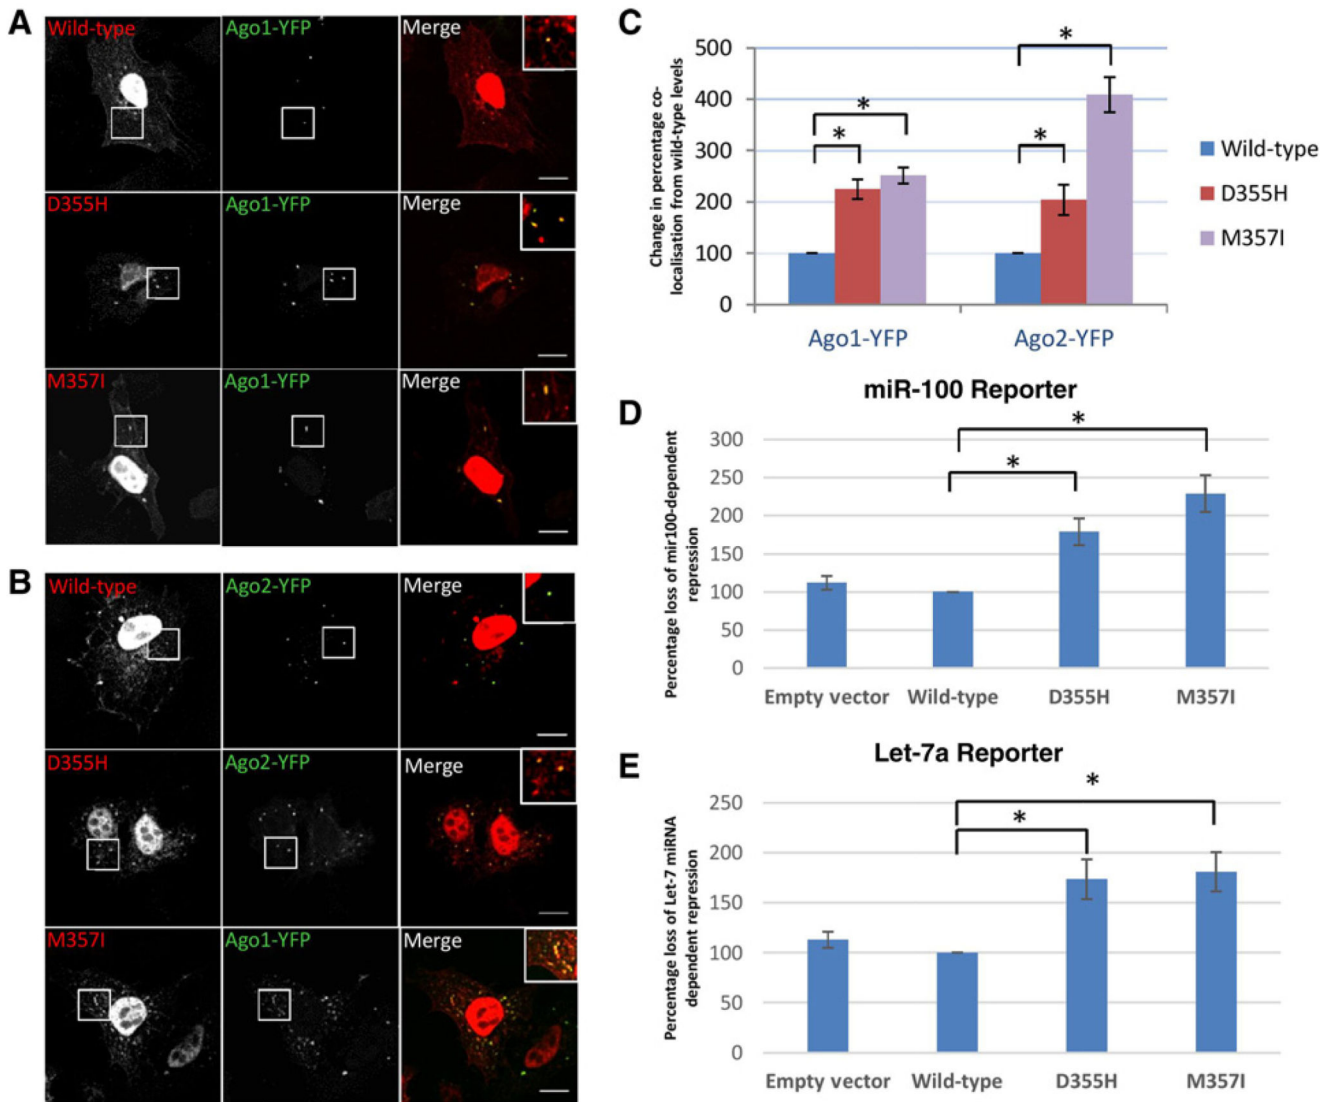 A
Wild-type
Ago1-YFP
Merge
D355H
Ago1-YFP
Merge
M357I
Ago1-YFP
Merge
B
Wild-type
Ago2-YFP
Merge
D355H
Ago2-YFP
Merge
M357I
Ago1-YFP
Merge
C
Change in percentage co-
localisation from wild-type levels
500
400
300
200
100
0
*
*
*
*
Ago1-YFP
Ago2-YFP
Wild-type
D355H
M357I
D
miR-100 Reporter
Percentage loss of mir100-dependent
repression
300
250
200
150
100
50
0
*
*
Empty vector
Wild-type
D355H
M357I
E
Let-7a Reporter
Percentage loss of Let-7 miRNA
dependent repression
250
200
150
100
50
0
*
*
Empty vector
Wild-type
D355H
M357I